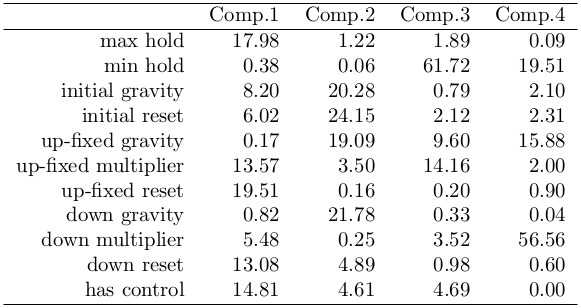 Comp.1 Comp.2 Comp.3 Comp.4
max hold 17.98 1.22 1.89 0.09
min hold 0.38 0.06 61.72 19.51
initial gravity 8.20 20.28 0.79 2.10
initial reset 6.02 24.15 2.12 2.31
up-fixed gravity 0.17 19.09 9.60 15.88
up-fixed multiplier 13.57 3.50 14.16 2.00
up-fixed reset 19.51 0.16 0.20 0.90
down gravity 0.82 21.78 0.33 0.04
down multiplier 5.48 0.25 3.52 56.56
down reset 13.08 4.89 0.98 0.60
has control 14.81 4.61 4.69 0.00